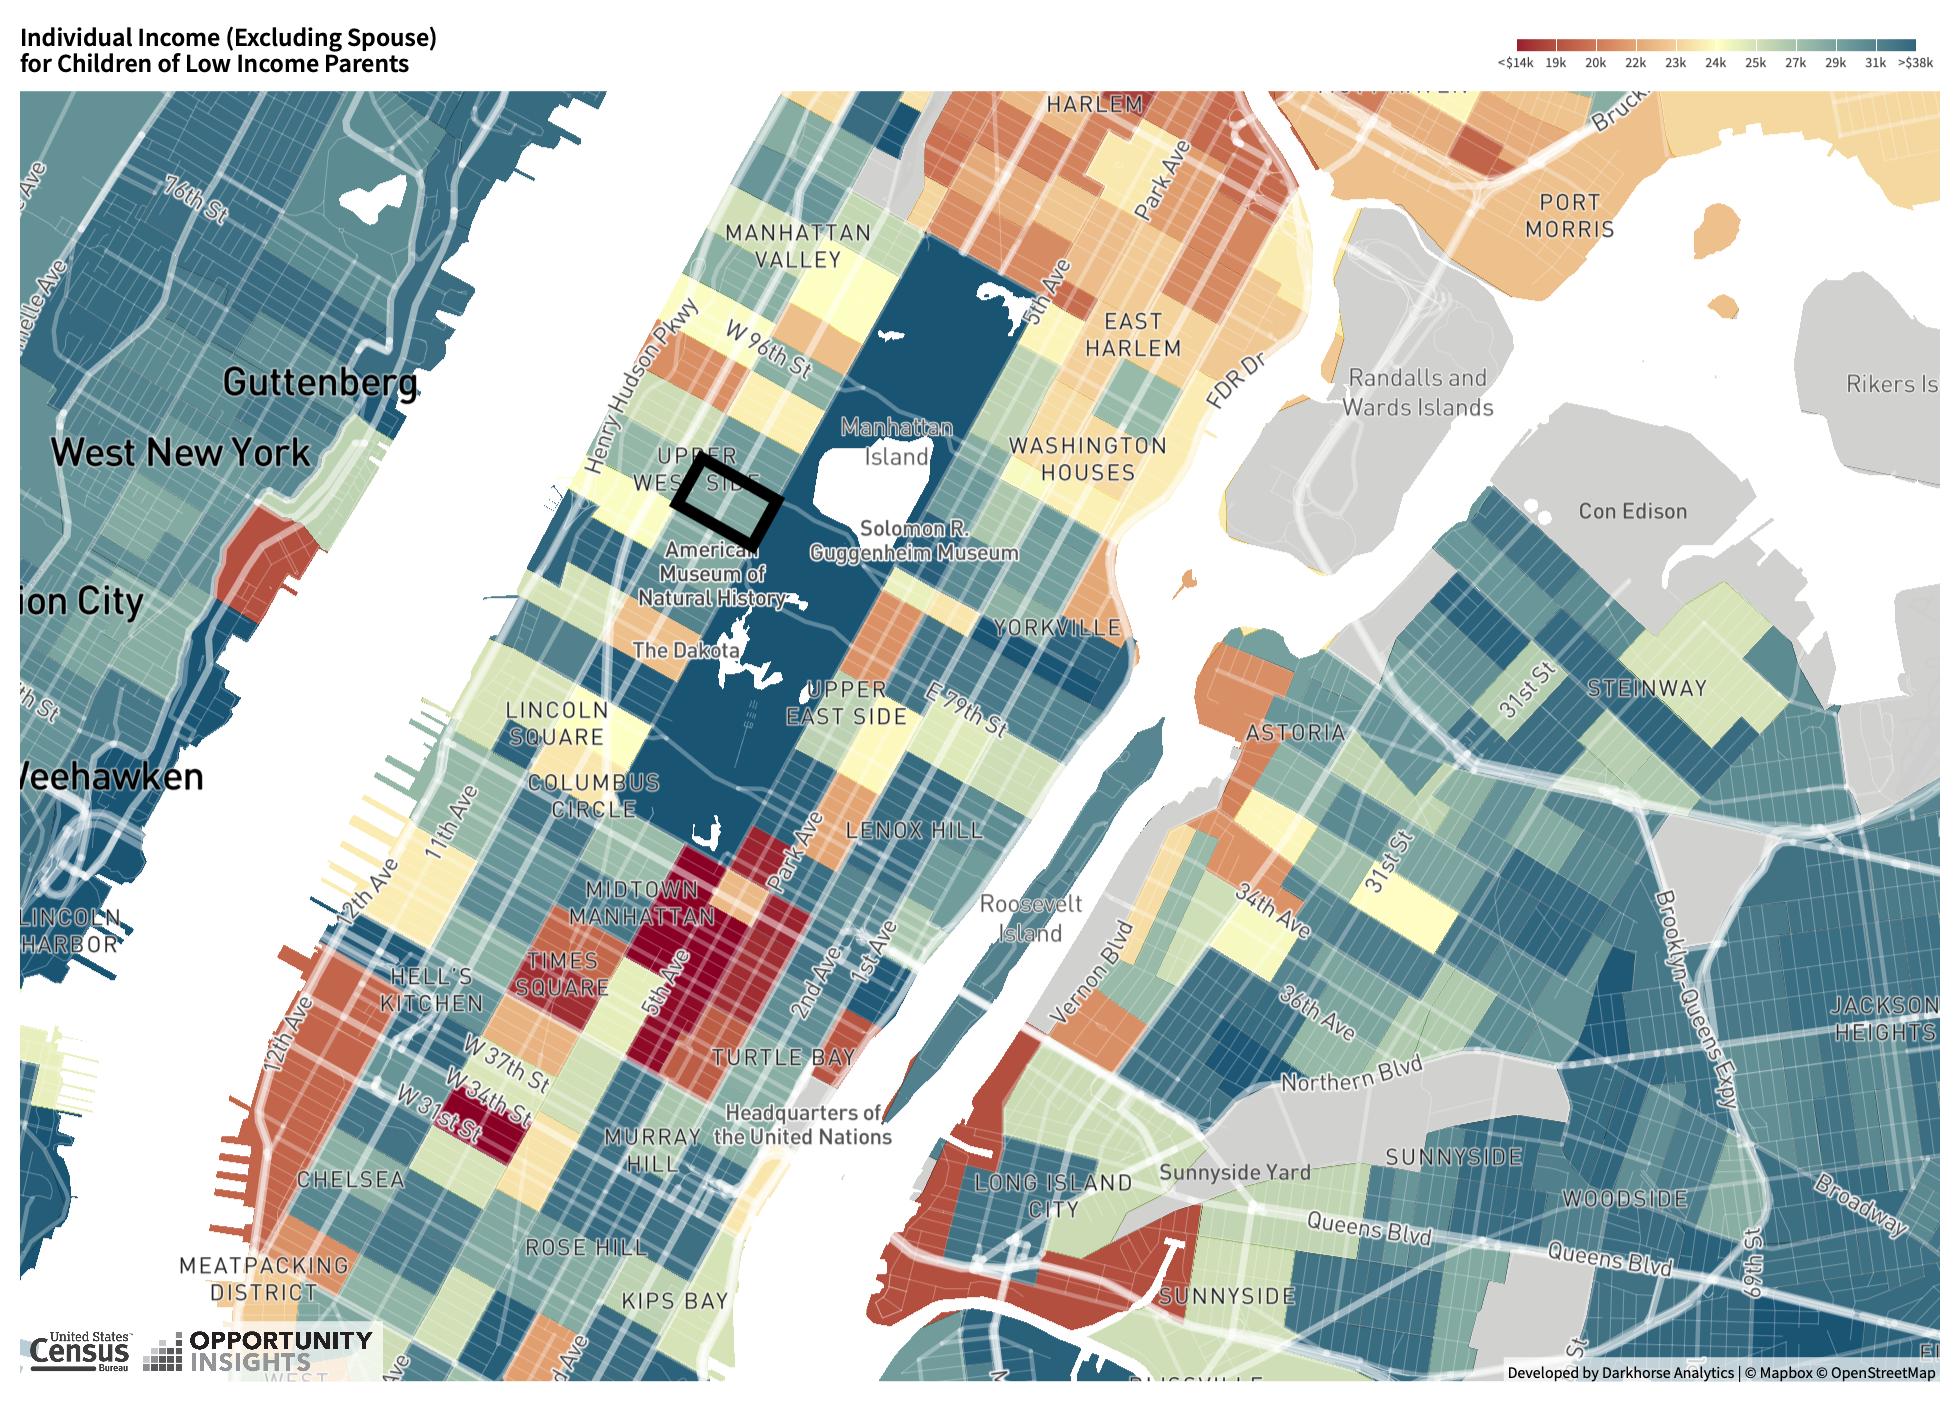 Individual Income (Excluding Spouse)
for Children of Low Income Parents
<$14k 19k 20k 22k 23k 24k 25k 27k 29k 31k >$38k
HARLEM
Park Ave
PORT
MORRIS
76th St
Ave
MANHATTAN
VALLEY
5th Ave
EAST
HARLEM
W 96th St
Henry Hudson Pkwy
FDR Dr
Randalls and
Wards Islands
Rikers Is
Guttenberg
West New York
Manhattan
Island
WASHINGTON
HOUSES
UPPER
WEST SIDE
Con Edison
Solomon R.
Guggenheim Museum
American
Museum of
Natural History
ion City
YORKVILLE
The Dakota
UPPER
EAST SIDE
E 79th St
31st St
STEINWAY
th St
LINCOLN
SQUARE
ASTORIA
Weehawken
COLUMBUS
CIRCLE
11th Ave
Park Ave
LENOX HILL
31st St
12th Ave
MIDTOWN
MANHATTAN
34th Ave
Roosevelt
Island
LINCOLN
HARBOR
Brooklyn-Queens Expy
Vernon Blvd
1st Ave
2nd Ave
5th Ave
TIMES
SQUARE
HELL'S
KITCHEN
36th Ave
JACKSON
HEIGHTS
12th Ave
W 37th St
TURTLE BAY
Northern Blvd
W 34th St
W 31st St
Headquarters of
the United Nations
MURRAY
HILL
SUNNYSIDE
CHELSEA
LONG ISLAND
CITY
Sunnyside Yard
WOODSIDE
Broadway
Queens Blvd
Queens Blvd
69th St
ROSE HILL
MEATPACKING
DISTRICT
KIPS BAY
SUNNYSIDE
United States™
Census
Bureau
OPPORTUNITY
INSIGHTS
WEST
Ave
d Ave
St
Developed by Darkhorse Analytics | © Mapbox © OpenStreetMap